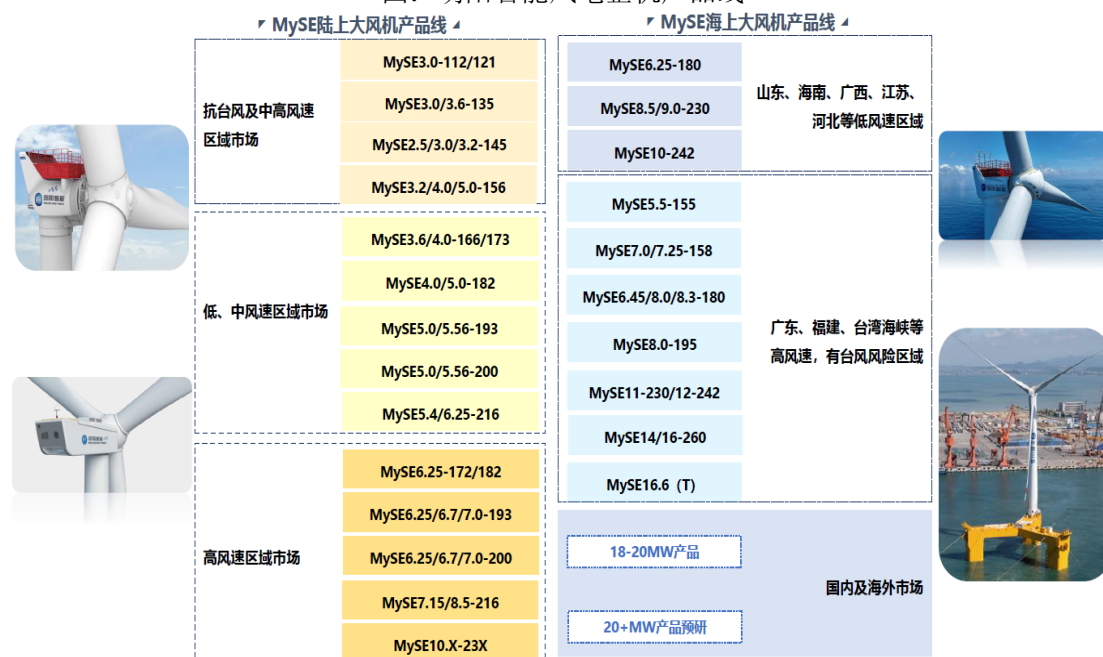 MySE陆上大风机产品线
抗台风及中高风速
区域市场
MySE3.0-112/121
MySE3.0/3.6-135
MySE2.5/3.0/3.2-145
MySE3.2/4.0/5.0-156
低、中风速区域市场
MySE3.6/4.0-166/173
MySE4.0/5.0-182
MySE5.0/5.56-193
MySE5.0/5.56-200
MySE5.4/6.25-216
高风速区域市场
MySE6.25-172/182
MySE6.25/6.7/7.0-193
MySE6.25/6.7/7.0-200
MySE7.15/8.5-216
MySE10.X-23X
MySE海上大风机产品线
MySE6.25-180
MySE8.5/9.0-230
MySE10-242
山东、海南、广西、江苏、
河北等低风速区域
MySE5.5-155
MySE7.0/7.25-158
MySE6.45/8.0/8.3-180
MySE8.0-195
MySE11-230/12-242
MySE14/16-260
MySE16.6（T）
广东、福建、台湾海峡等
高风速，有台风风险区域
18-20MW产品
20+MW产品预研
国内及海外市场